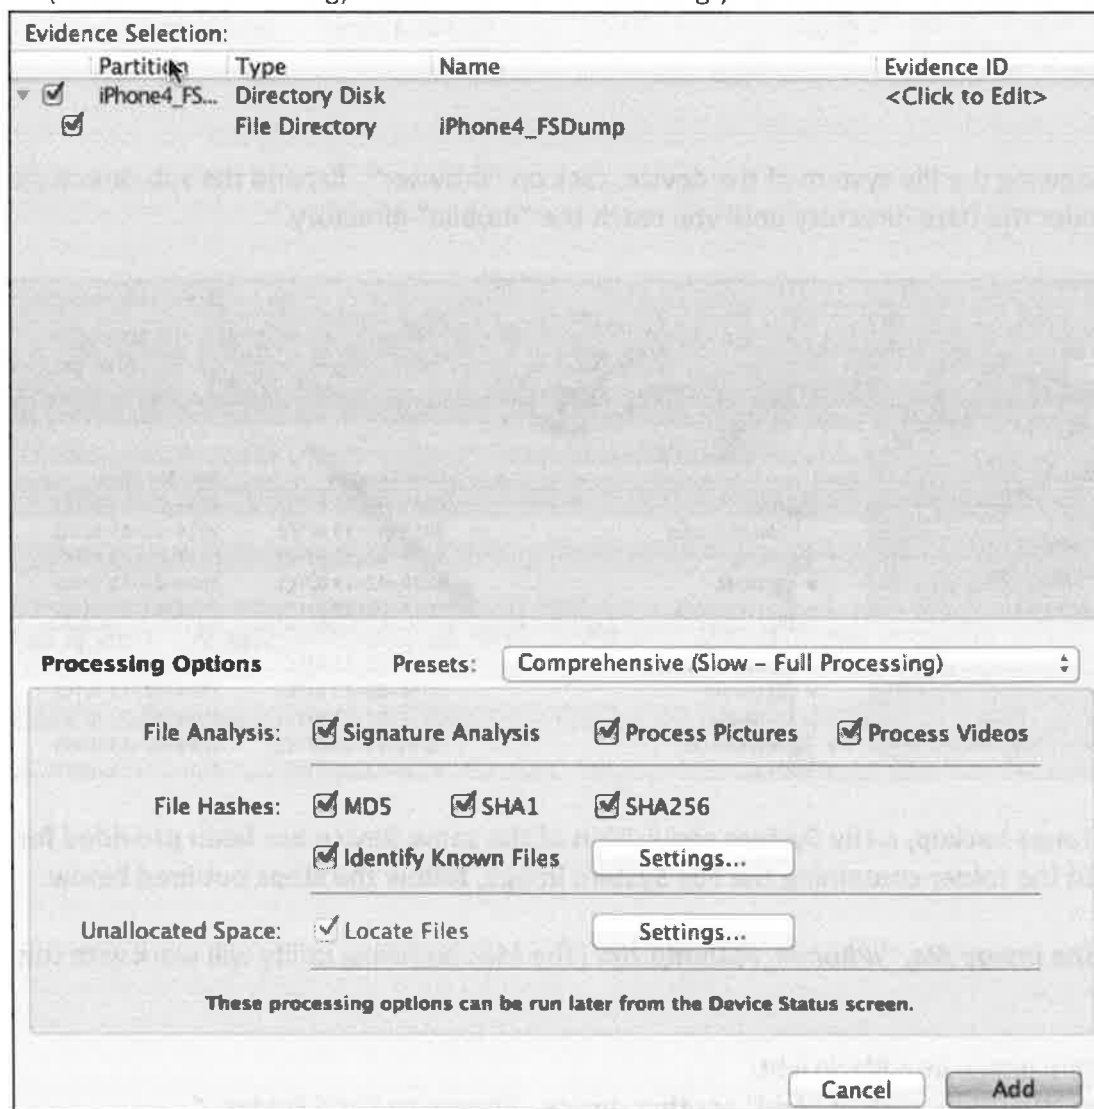 Evidence Selection:
Partition Type Name Evidence ID
iPhone4_FS... Directory Disk <Click to Edit>
File Directory iPhone4_FSDump
Processing Options Presets: Comprehensive (Slow – Full Processing)
File Analysis: Signature Analysis Process Pictures Process Videos
File Hashes: MD5 SHA1 SHA256
Identify Known Files Settings...
Unallocated Space: Locate Files Settings...
These processing options can be run later from the Device Status screen.
Cancel Add